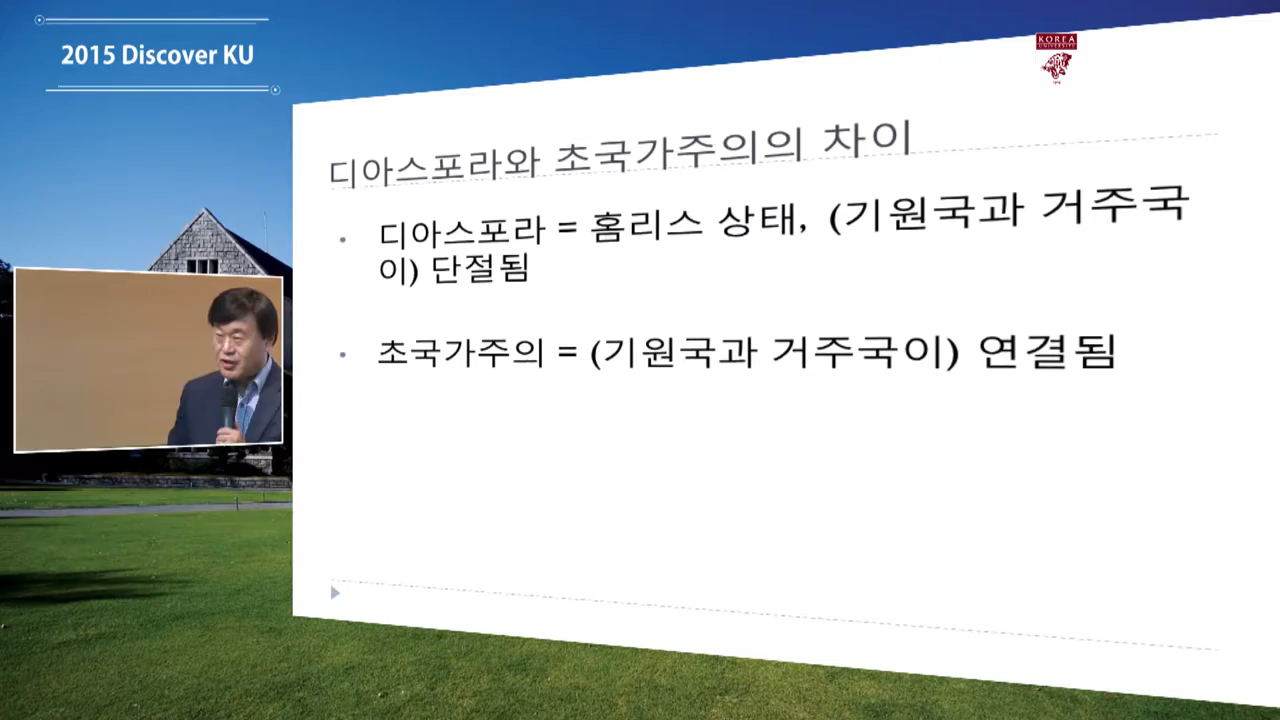 2015 Discover KU
KOREA
UNIVERSITY
디아스포라와 초국가주의의 차이
• 디아스포라 = 홈리스 상태, (기원국과 거주국
이) 단절됨
• 초국가주의 = (기원국과 거주국이) 연결됨